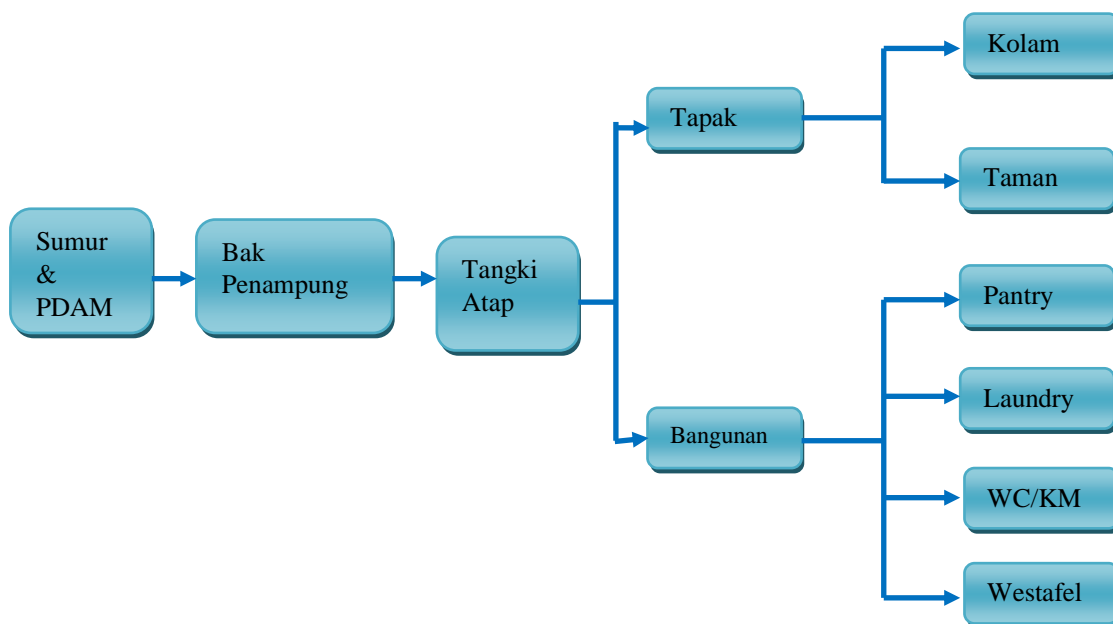 Sumur
&
PDAM
Bak
Penampung
Tangki
Atap
Tapak
Bangunan
Kolam
Taman
Pantry
Laundry
WC/KM
Westafel